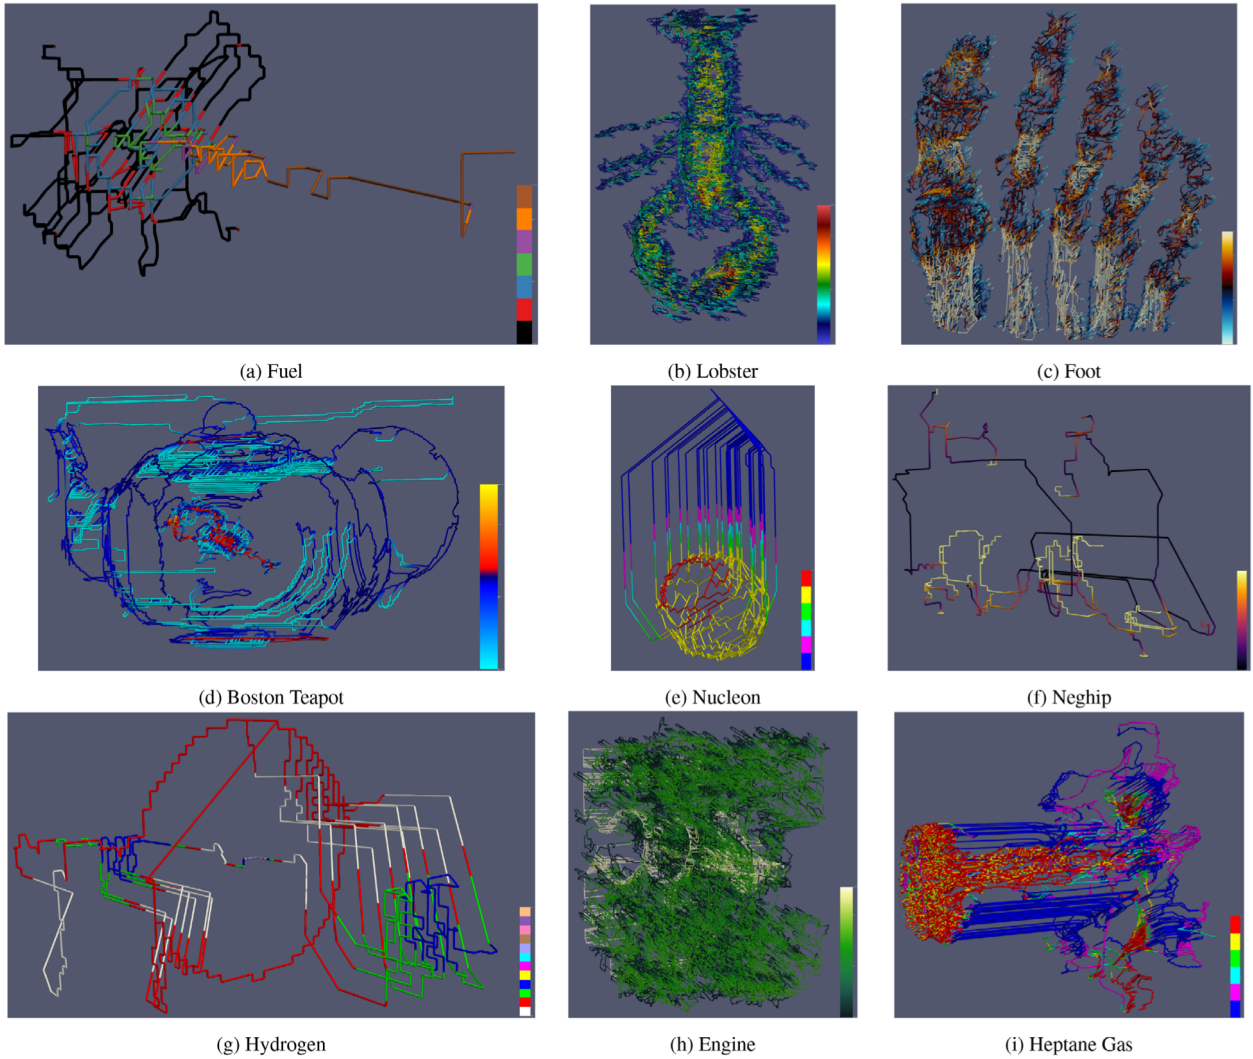 (a) Fuel
(b) Lobster
(c) Foot
(d) Boston Teapot
(e) Nucleon
(f) Neghip
(g) Hydrogen
(h) Engine
(i) Heptane Gas